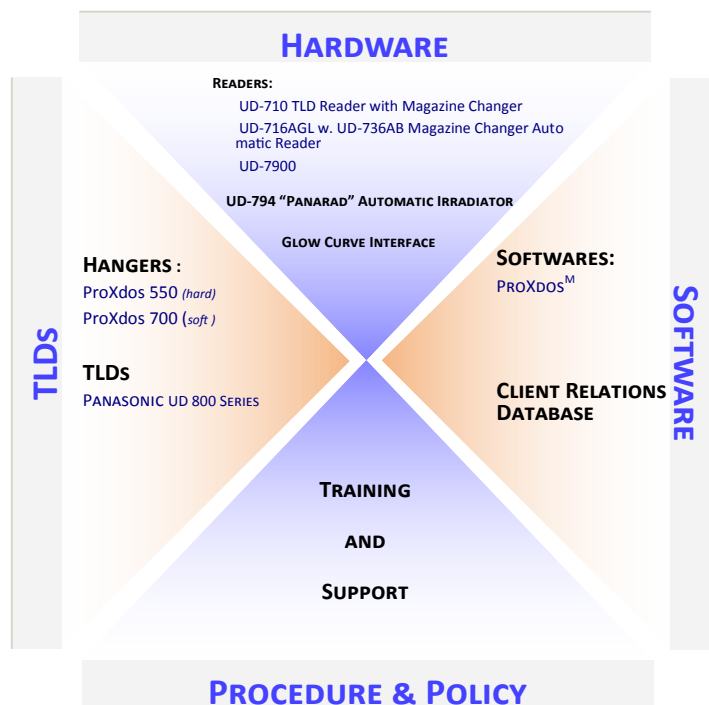 HARDWARE
READERS:
UD-710 TLD Reader with Magazine Changer
UD-716AGL w. UD-736AB Magazine Changer Auto
matic Reader
UD-7900
UD-794 “PANARAD” AUTOMATIC IRRADIATOR
GLOW CURVE INTERFACE
TLDs
HANGERS :
ProXdos 550 (hard)
ProXdos 700 (soft )
TLDs
PANASONIC UD 800 SERIES
SOFTWARES:
PROXDOSᴹ
CLIENT RELATIONS
DATABASE
SOFTWARE
TRAINING
AND
SUPPORT
PROCEDURE & POLICY